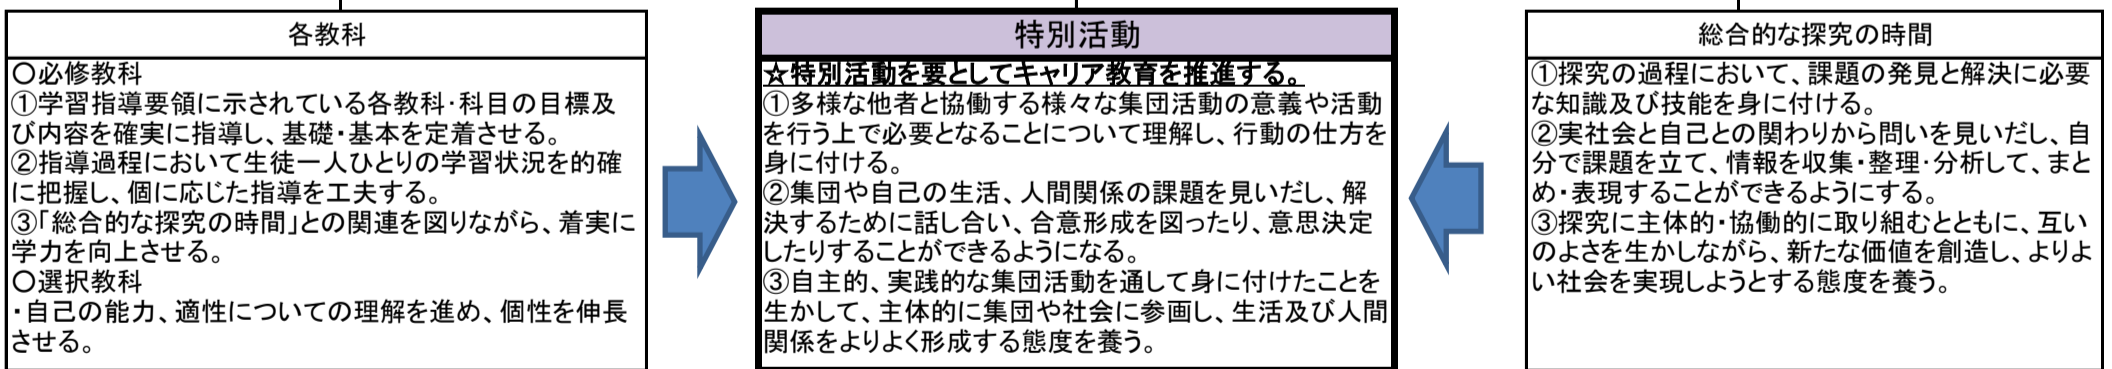 各教科
〇必修教科
①学習指導要領に示されている各教科・科目の目標及
び内容を確実に指導し、基礎・基本を定着させる。
②指導過程において生徒一人ひとりの学習状況を的確
に把握し、個に応じた指導を工夫する。
③「総合的な探究の時間」との関連を図りながら、着実に
学力を向上させる。
〇選択教科
・自己の能力、適性についての理解を進め、個性を伸長
させる。
特別活動
☆特別活動を要としてキャリア教育を推進する。
①多様な他者と協働する様々な集団活動の意義や活動
を行う上で必要となることについて理解し、行動の仕方を
身に付ける。
②集団や自己の生活、人間関係の課題を見いだし、解
決するために話し合い、合意形成を図ったり、意思決定
したりすることができるようになる。
③自主的、実践的な集団活動を通して身に付けたことを
生かして、主体的に集団や社会に参画し、生活及び人間
関係をよりよく形成する態度を養う。
総合的な探究の時間
①探究の過程において、課題の発見と解決に必要
な知識及び技能を身に付ける。
②実社会と自己との関わりから問いを見いだし、自
分で課題を立て、情報を収集・整理・分析して、まと
め・表現することができるようにする。
③探究に主体的・協働的に取り組むとともに、互い
のよさを生かしながら、新たな価値を創造し、よりよ
い社会を実現しようとする態度を養う。